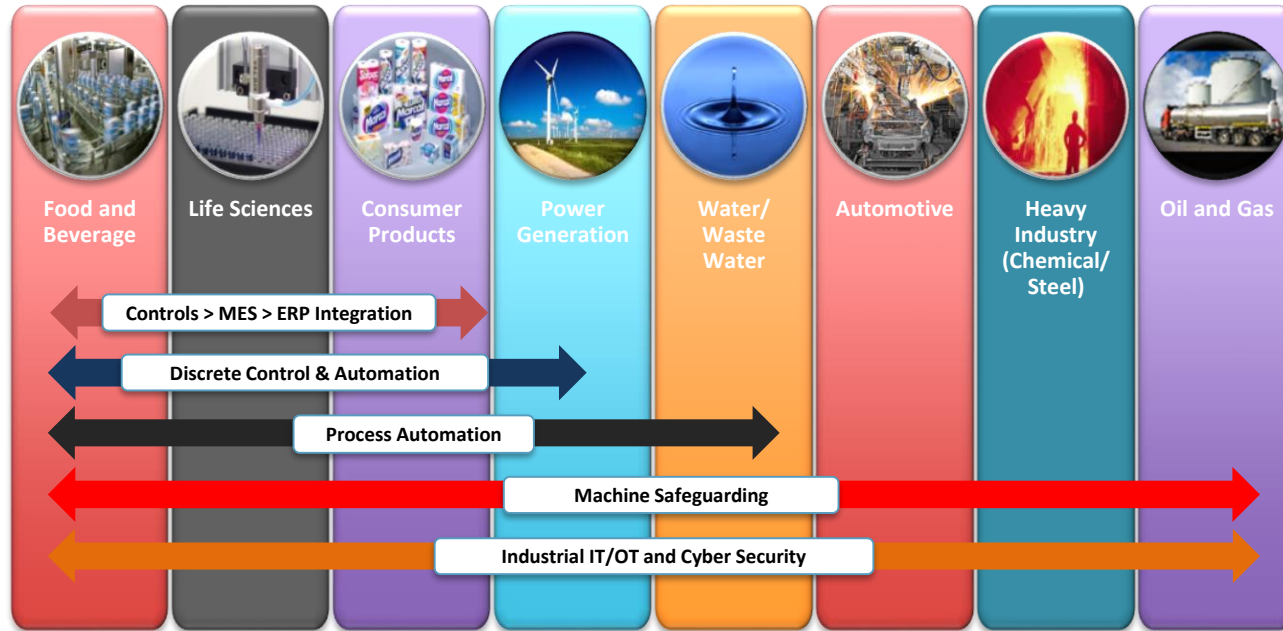 Food and
Beverage
Life Sciences
Consumer
Products
Power
Generation
Water/
Waste
Water
Automotive
Heavy
Industry
(Chemical/
Steel)
Oil and Gas
Controls > MES > ERP Integration
Discrete Control & Automation
Process Automation
Machine Safeguarding
Industrial IT/OT and Cyber Security